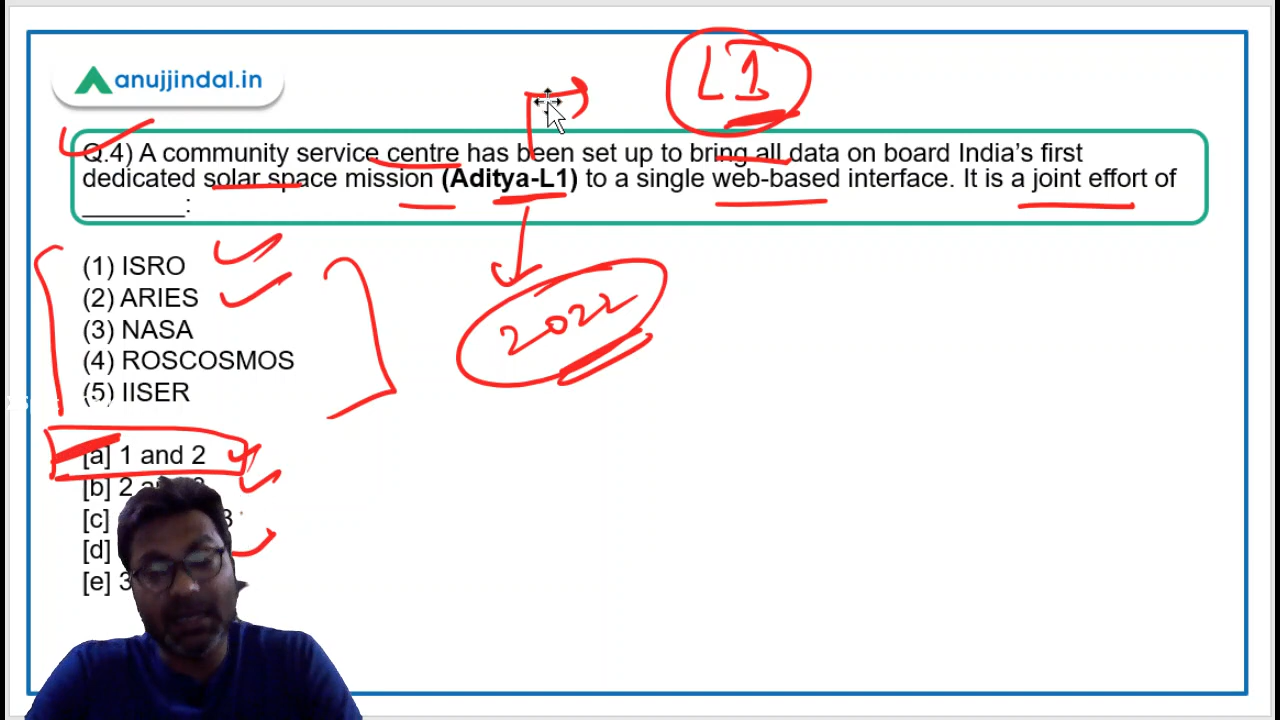 anujjindal.in
L1
Q.4) A community service centre has been set up to bring all data on board India's first
dedicated solar space mission (Aditya-L1) to a single web-based interface. It is a joint effort of
________:
(1) ISRO
(2) ARIES
(3) NASA
(4) ROSCOSMOS
(5) IISER
2022
[a] 1 and 2
[b] 2
[c] 3
[d]
[e] 3